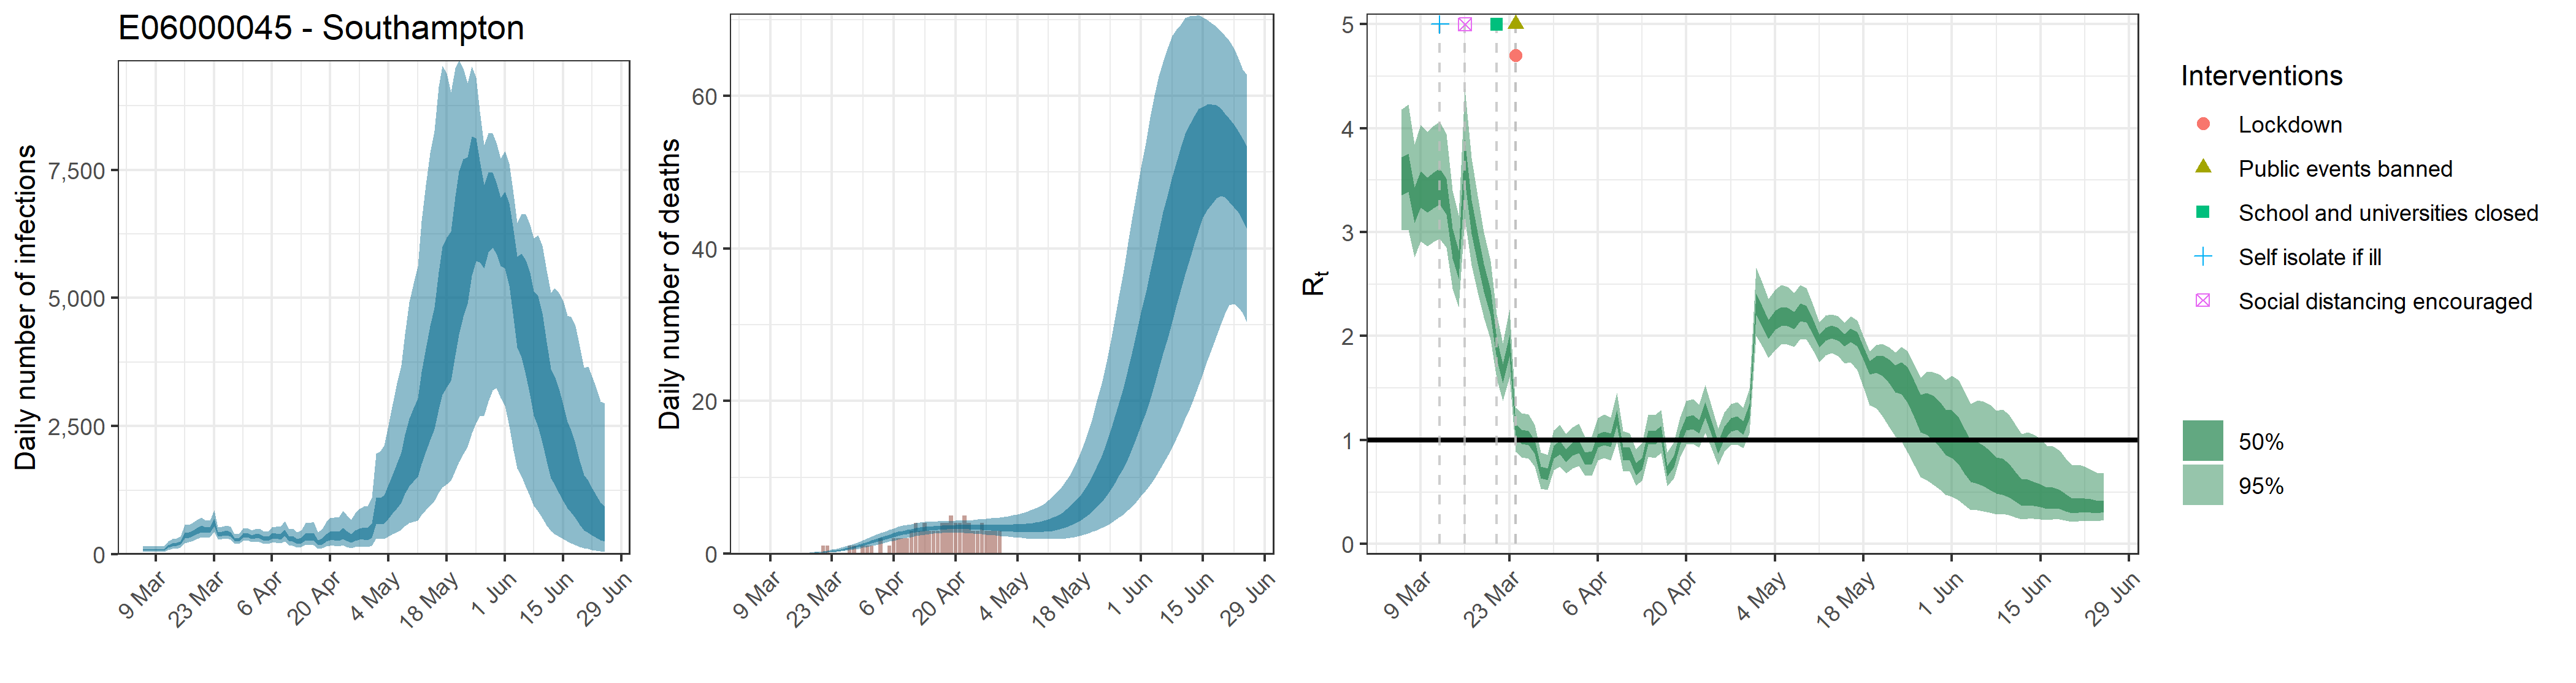 E06000045 - Southampton
Daily number of infections
7,500
5,000
2,500
0
9 Mar
23 Mar
6 Apr
20 Apr
4 May
18 May
1 Jun
15 Jun
29 Jun
Daily number of deaths
60
40
20
0
9 Mar
23 Mar
6 Apr
20 Apr
4 May
18 May
1 Jun
15 Jun
29 Jun
Rt
5
4
3
2
1
0
9 Mar
23 Mar
6 Apr
20 Apr
4 May
18 May
1 Jun
15 Jun
29 Jun
Interventions
Lockdown
Public events banned
School and universities closed
Self isolate if ill
Social distancing encouraged
50%
95%